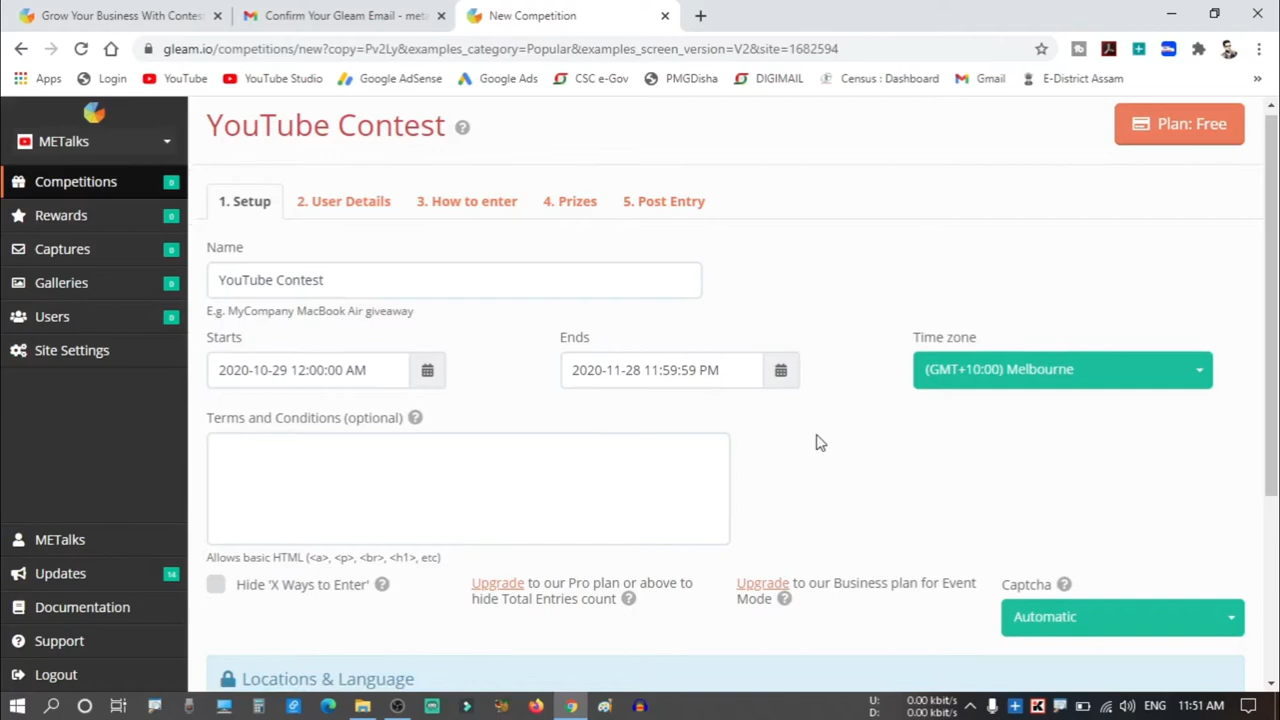 Grow Your Business With Contes
Confirm Your Gleam Email - meta
New Competition
gleam.io/competitions/new?copy=Pv2Ly&examples_category=Popular&examples_screen_version=V2&site=1682594
Apps
Login
YouTube
YouTube Studio
Google AdSense
Google Ads
CSC e-Gov
PMGDisha
DIGIMAIL
Census : Dashboard
Gmail
E-District Assam
»
METalks
Competitions 0
Rewards 0
Captures 0
Galleries 0
Users 0
Site Settings
METalks
Updates 14
Documentation
Support
Logout
YouTube Contest
Plan: Free
1. Setup
2. User Details
3. How to enter
4. Prizes
5. Post Entry
Name
YouTube Contest
E.g. MyCompany MacBook Air giveaway
Starts
2020-10-29 12:00:00 AM
Ends
2020-11-28 11:59:59 PM
Time zone
(GMT+10:00) Melbourne
Terms and Conditions (optional)
Allows basic HTML (<a>, <p>, <br>, <h1>, etc)
Hide 'X Ways to Enter'
Upgrade to our Pro plan or above to
hide Total Entries count
Upgrade to our Business plan for Event
Mode
Captcha
Automatic
Locations & Language
U: 0.00 kbit/s
D: 0.00 kbit/s
ENG
11:51 AM